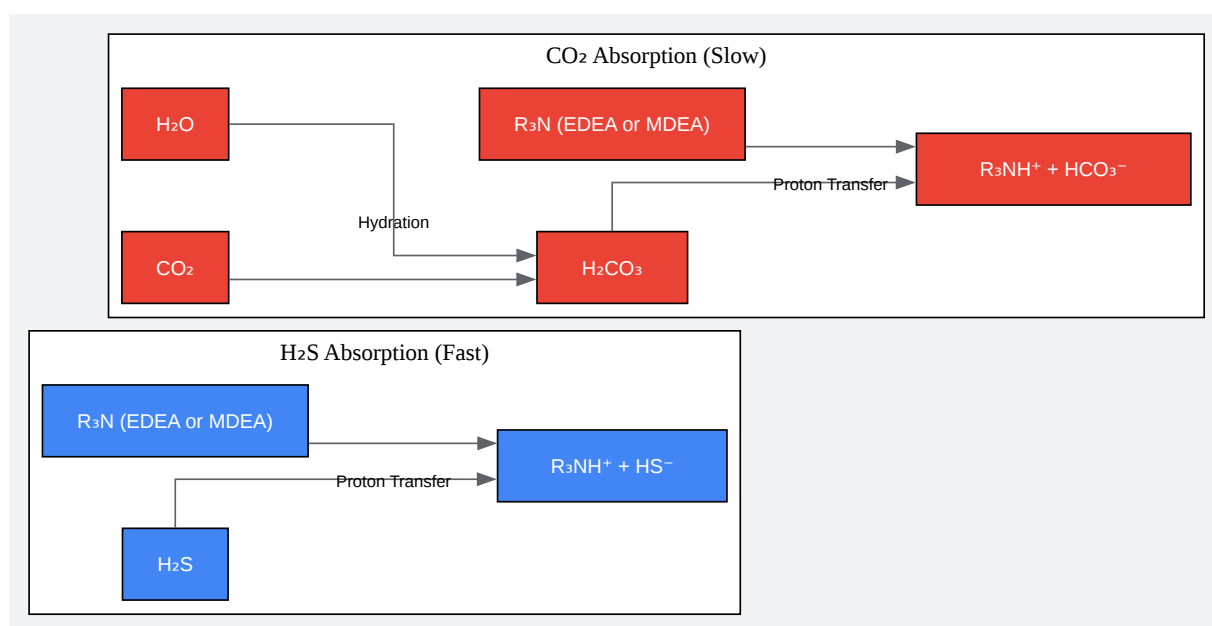 CO₂ Absorption (Slow)
H₂O
R₃N (EDEA or MDEA)
R₃NH⁺ + HCO₃⁻
Proton Transfer
Hydration
CO₂
H₂CO₃
H₂S Absorption (Fast)
R₃N (EDEA or MDEA)
R₃NH⁺ + HS⁻
Proton Transfer
H₂S